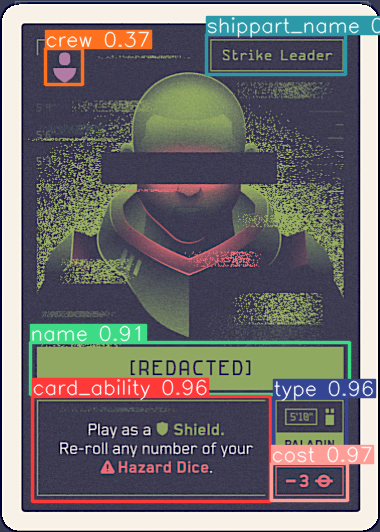 crew 0.37
shippart_name 0
Strike Leader
name 0.91
[REDACTED]
card_ability 0.96
type 0.96
Play as a Shield.
Re-roll any number of your
Hazard Dice.
5'18"
PALADIN
cost 0.97
-3